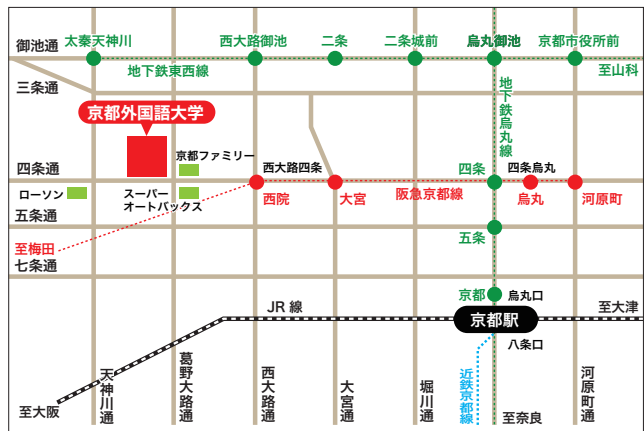 御池通
太秦天神川
西大路御池
二条
二条城前
烏丸御池
京都市役所前
地下鉄東西線
至山科
三条通
地下鉄烏丸線
京都外国語大学
京都ファミリー
四条通
西大路四条
四条
四条烏丸
ローソン
スーパー
オートバックス
西院
大宮
阪急京都線
烏丸
河原町
五条通
五条
至梅田
七条通
京都
烏丸口
JR線
至大津
京都駅
八条口
天神川通
葛野大路通
西大路通
大宮通
堀川通
近鉄京都線
河原町通
至大阪
至奈良